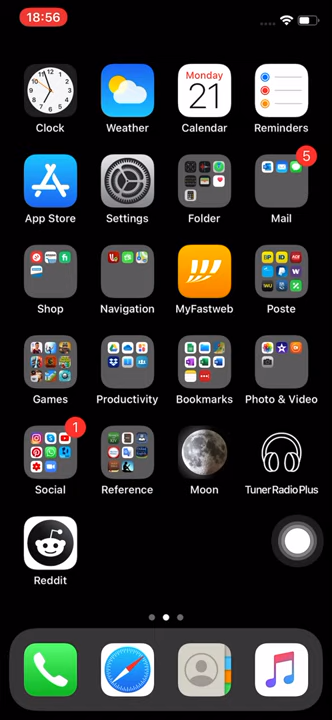 18:56
Monday
21
Clock
Weather
Calendar
Reminders
5
App Store
Settings
Folder
Mail
Shop
Navigation
MyFastweb
Poste
Games
Productivity
Bookmarks
Photo & Video
1
Social
Reference
Moon
TunerRadioPlus
Reddit